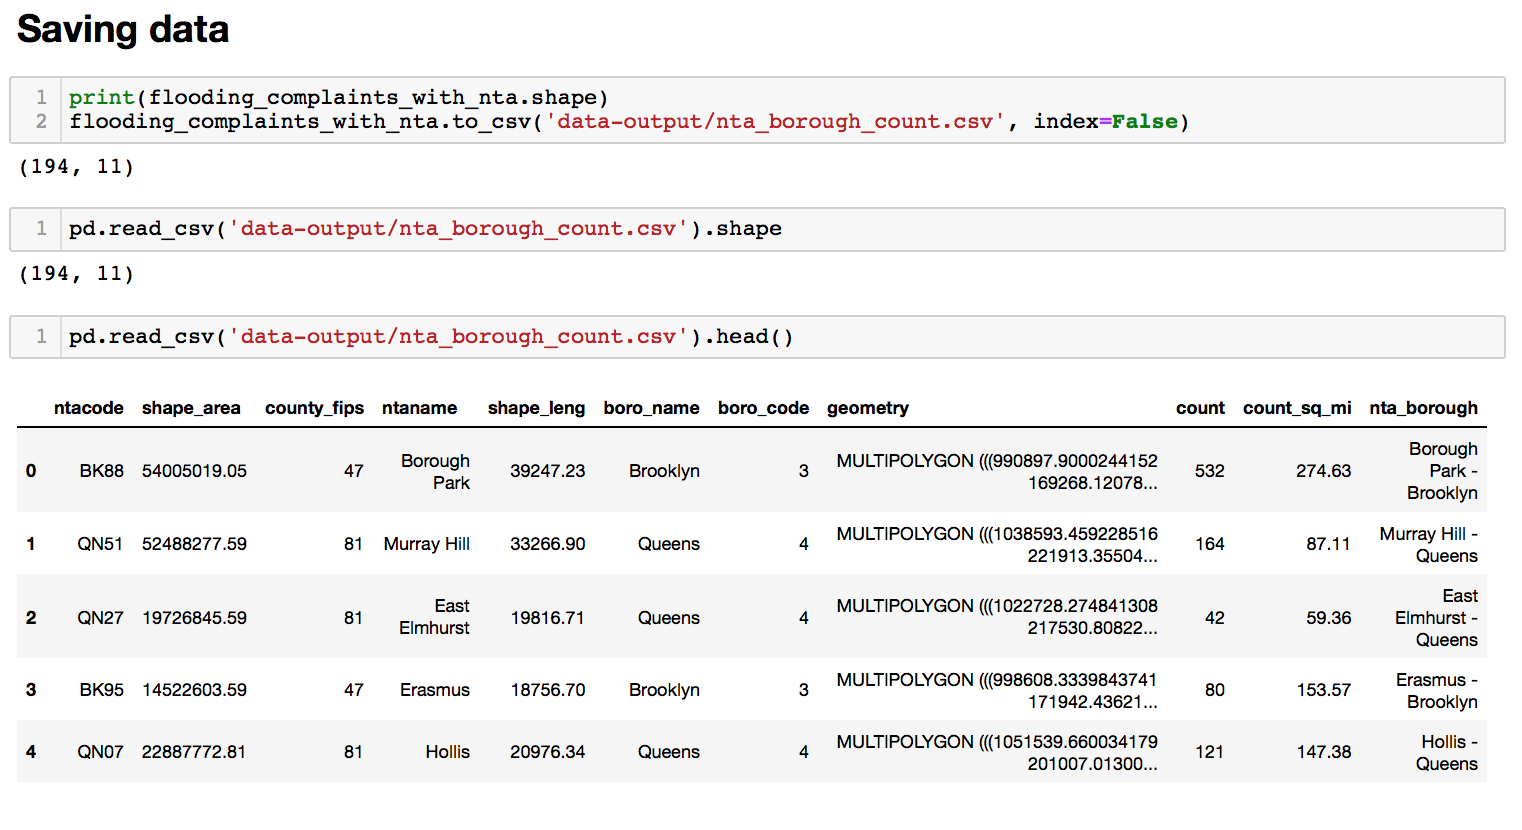 Saving data
1 print(flooding_complaints_with_nta.shape)
2 flooding_complaints_with_nta.to_csv('data-output/nta_borough_count.csv', index=False)
(194, 11)
1 pd.read_csv('data-output/nta_borough_count.csv').shape
(194, 11)
1 pd.read_csv('data-output/nta_borough_count.csv').head()
ntacode shape_area county_fips ntaname shape_leng boro_name boro_code geometry count count_sq_mi nta_borough
0 BK88 54005019.05 47 Borough Park 39247.23 Brooklyn 3 MULTIPOLYGON (((990897.9000244152 169268.12078... 532 274.63 Borough Park - Brooklyn
1 QN51 52488277.59 81 Murray Hill 33266.90 Queens 4 MULTIPOLYGON (((1038593.459228516 221913.35504... 164 87.11 Murray Hill - Queens
2 QN27 19726845.59 81 East Elmhurst 19816.71 Queens 4 MULTIPOLYGON (((1022728.274841308 217530.80822... 42 59.36 East Elmhurst - Queens
3 BK95 14522603.59 47 Erasmus 18756.70 Brooklyn 3 MULTIPOLYGON (((998608.3339843741 171942.43621... 80 153.57 Erasmus - Brooklyn
4 QN07 22887772.81 81 Hollis 20976.34 Queens 4 MULTIPOLYGON (((1051539.660034179 201007.01300... 121 147.38 Hollis - Queens